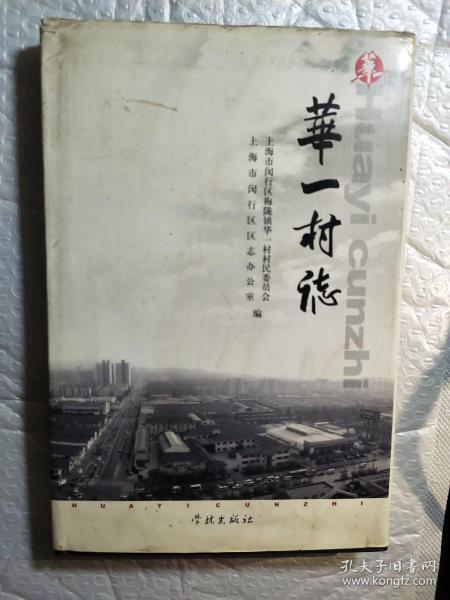 華
Huayi cunzhi
華一村誌
上海市闵行区梅陇镇华一村村民委员会
上海市闵行区区志办公室
编
HUAYICUNZHI
学林出版社
孔夫子旧书网
www.kongfz.com